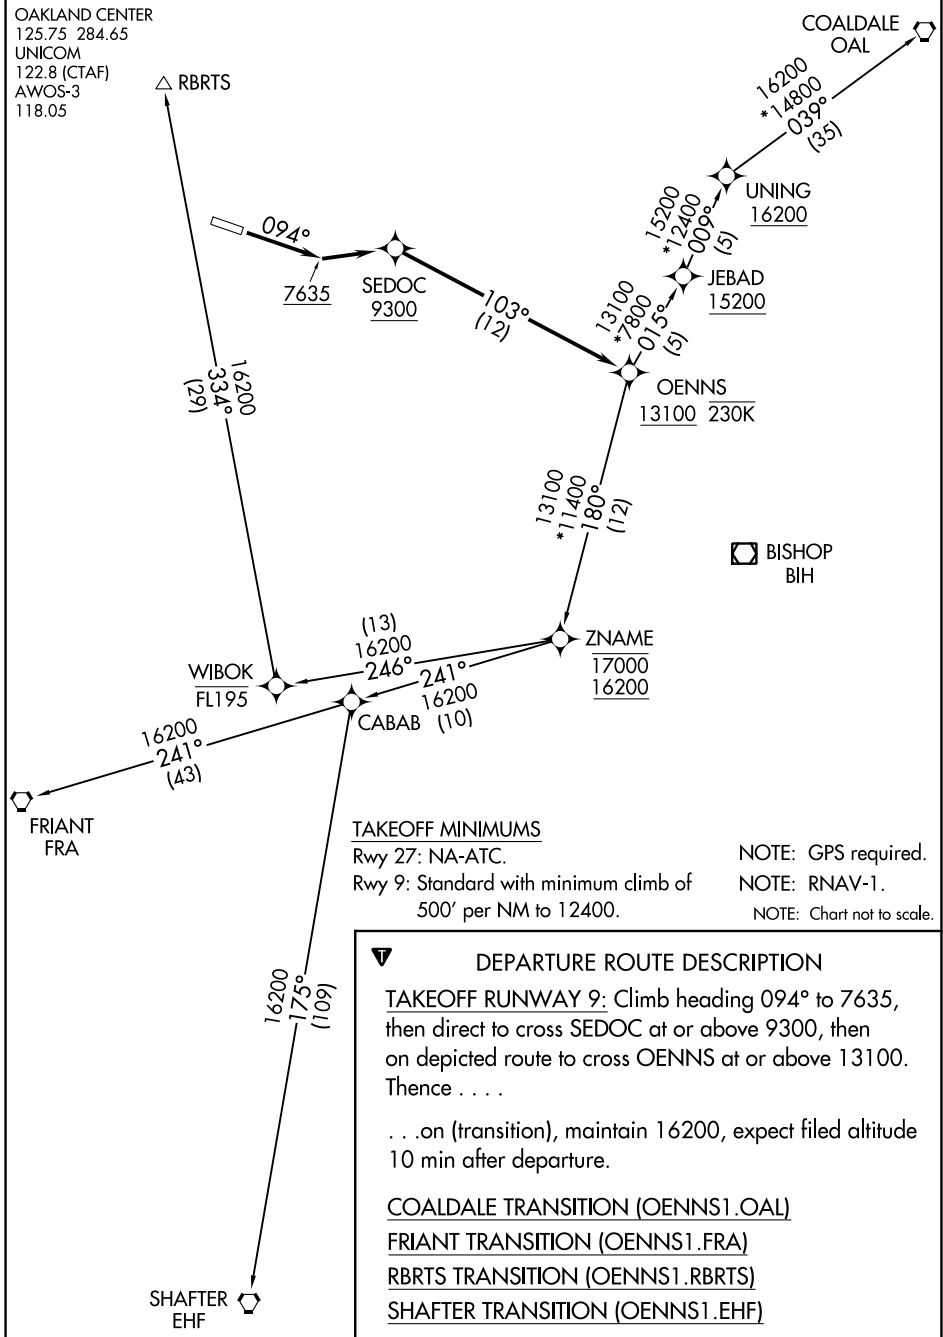 OAKLAND CENTER
125.75 284.65
UNICOM
122.8 (CTAF)
AWOS-3
118.05
RBRTS
COALDALE
OAL
16200
*14800
039°
(35)
UNING
16200
15200
*12400
009°
(5)
JEBAD
15200
094°
7635
SEDOC
9300
103°
(12)
13100
*7800
015°
(5)
OENNS
13100 230K
16200
334°
(29)
13100
*11400
180°
(12)
BISHOP
BIH
ZNAME
17000
16200
(13)
16200
246°
241°
16200
(10)
WIBOK
FL195
CABAB
16200
241°
(43)
FRIANT
FRA
16200
175°
(109)
SHAFTER
EHF
TAKEOFF MINIMUMS
Rwy 27: NA-ATC.
Rwy 9: Standard with minimum climb of
500' per NM to 12400.
NOTE: GPS required.
NOTE: RNAV-1.
NOTE: Chart not to scale.
T
DEPARTURE ROUTE DESCRIPTION
TAKEOFF RUNWAY 9: Climb heading 094° to 7635,
then direct to cross SEDOC at or above 9300, then
on depicted route to cross OENNS at or above 13100.
Thence . . . .
. . .on (transition), maintain 16200, expect filed altitude
10 min after departure.
COALDALE TRANSITION (OENNS1.OAL)
FRIANT TRANSITION (OENNS1.FRA)
RBRTS TRANSITION (OENNS1.RBRTS)
SHAFTER TRANSITION (OENNS1.EHF)